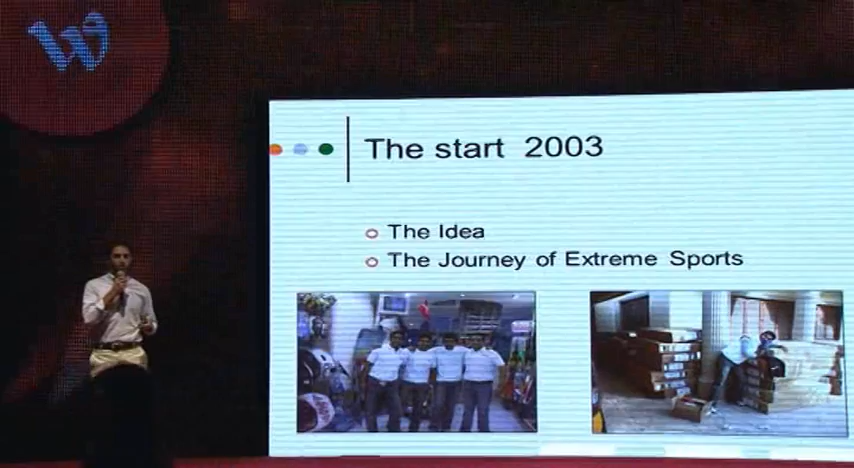 W
The start 2003
The Idea
The Journey of Extreme Sports